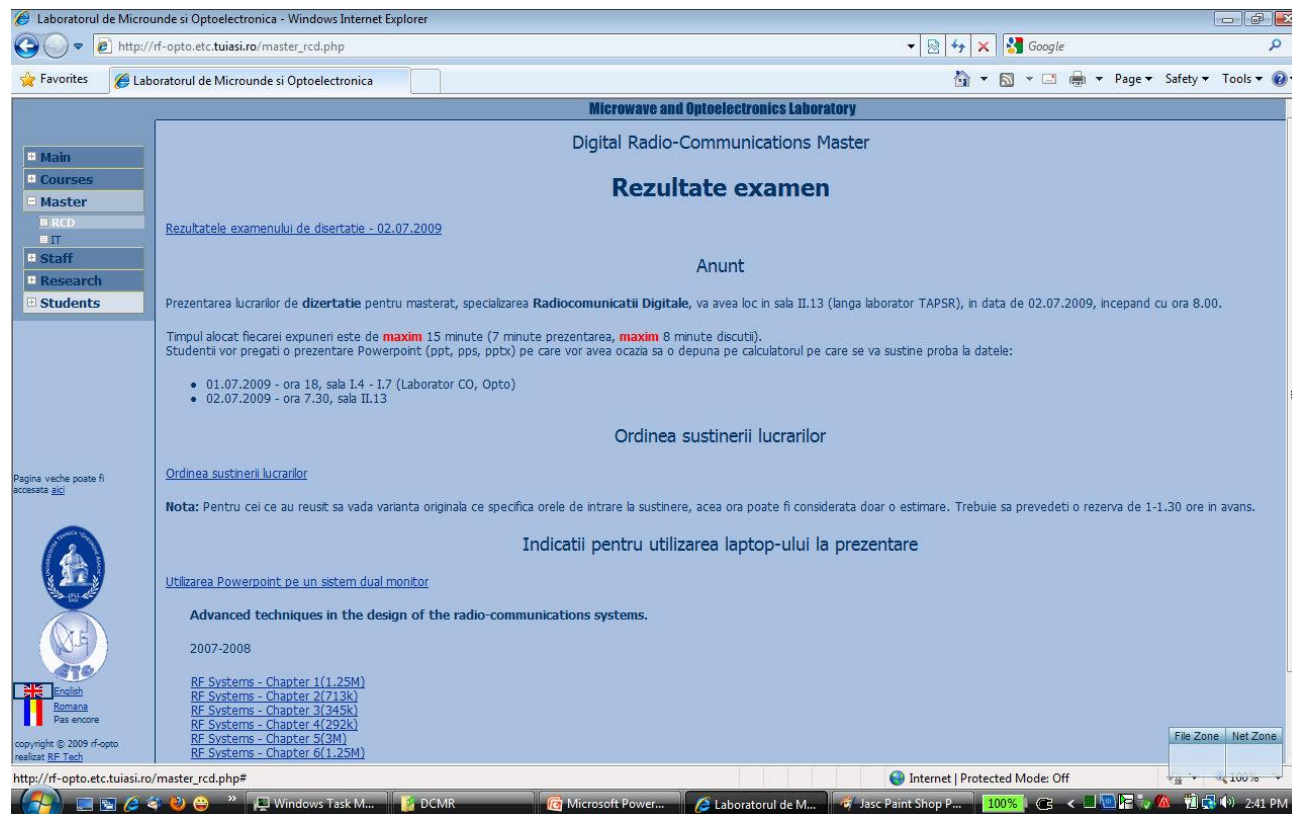 Laboratorul de Microunde si Optoelectronica - Windows Internet Explorer
http://rf-opto.etc.tuiasi.ro/master_rcd.php
Google
Favorites
Laboratorul de Microunde si Optoelectronica
Page Safety Tools
Microwave and Optoelectronics Laboratory
Digital Radio-Communications Master
Main
Courses
Master
RCD
IT
Staff
Research
Students
Rezultate examen
Rezultatele examenului de disertatie - 02.07.2009
Anunt
Prezentarea lucrarilor de dizertatie pentru masterat, specializarea Radiocomunicatii Digitale, va avea loc in sala II.13 (langa laborator TAPSR), in data de 02.07.2009, incepand cu ora 8.00.
Timpul alocat fiecarei expuneri este de maxim 15 minute (7 minute prezentarea, maxim 8 minute discutii).
Studentii vor pregati o prezentare Powerpoint (ppt, pps, pptx) pe care vor avea ocazia sa o depuna pe calculatorul pe care se va sustine proba la datele:
01.07.2009 - ora 18, sala I.4 - I.7 (Laborator CO, Opto)
02.07.2009 - ora 7.30, sala II.13
Ordinea sustinerii lucrarilor
Ordinea sustinerii lucrarilor
Nota: Pentru cei ce au reusit sa vada varianta originala ce specifica orele de intrare la sustinere, acea ora poate fi considerata doar o estimare. Trebuie sa prevedeti o rezerva de 1-1.30 ore in avans.
Indicatii pentru utilizarea laptop-ului la prezentare
Utilizarea Powerpoint pe un sistem dual monitor
Advanced techniques in the design of the radio-communications systems.
2007-2008
RF Systems - Chapter 1(1.25M)
RF Systems - Chapter 2(713k)
RF Systems - Chapter 3(345k)
RF Systems - Chapter 4(292k)
RF Systems - Chapter 5(3M)
RF Systems - Chapter 6(1.25M)
Pagina veche poate fi
accesata aici
ETC
English
Romana
Pas encore
copyright © 2009 rf-opto
realizat RF Tech
File Zone Net Zone
http://rf-opto.etc.tuiasi.ro/master_rcd.php#
Internet | Protected Mode: Off
100%
Windows Task M...
DCMR
Microsoft Power...
Laboratorul de M...
Jasc Paint Shop P...
100%
2:41 PM